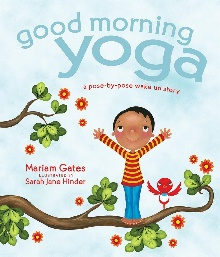 good morning
yoga
a pose-by-pose wake up story
Mariam Gates
ILLUSTRATED BY
Sarah Jane Hinder